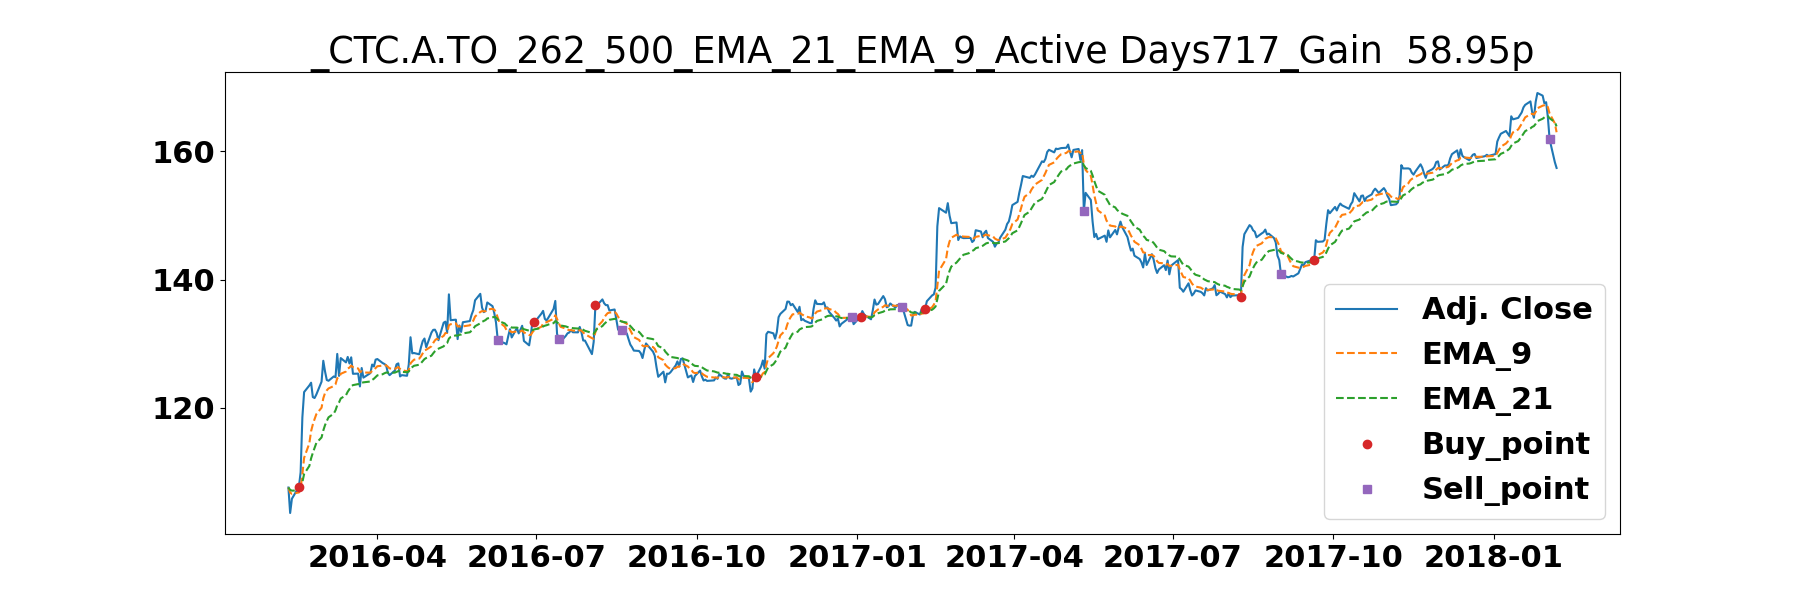 _CTC.A.TO_262_500_EMA_21_EMA_9_Active Days717_Gain  58.95p
160
140
120
Adj. Close
EMA_9
EMA_21
Buy_point
Sell_point
2016-04 2016-07 2016-10 2017-01 2017-04 2017-07 2017-10 2018-01